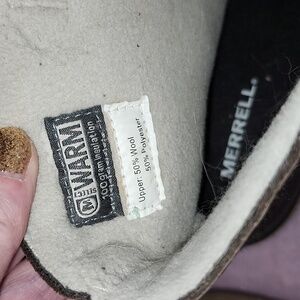 M WARM
100 gram insulation
Upper: 50% Wool
50% Polyester
MERRELL